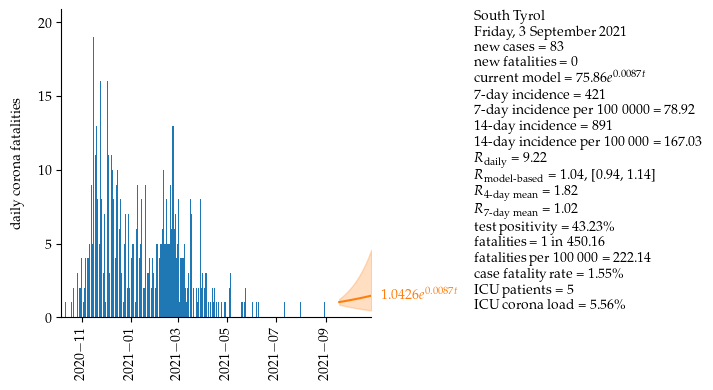 20
15
10
5
0
daily corona fatalities
2020−11
2021−01
2021−03
2021−05
2021−07
2021−09
1.0426e^0.0087t
South Tyrol
Friday, 3 September 2021
new cases = 83
new fatalities = 0
current model = 75.86e^0.0087t
7-day incidence = 421
7-day incidence per 100 0000 = 78.92
14-day incidence = 891
14-day incidence per 100 000 = 167.03
R_daily = 9.22
R_model-based = 1.04, [0.94, 1.14]
R_4-day mean = 1.82
R_7-day mean = 1.02
test positivity = 43.23%
fatalities = 1 in 450.16
fatalities per 100 000 = 222.14
case fatality rate = 1.55%
ICU patients = 5
ICU corona load = 5.56%